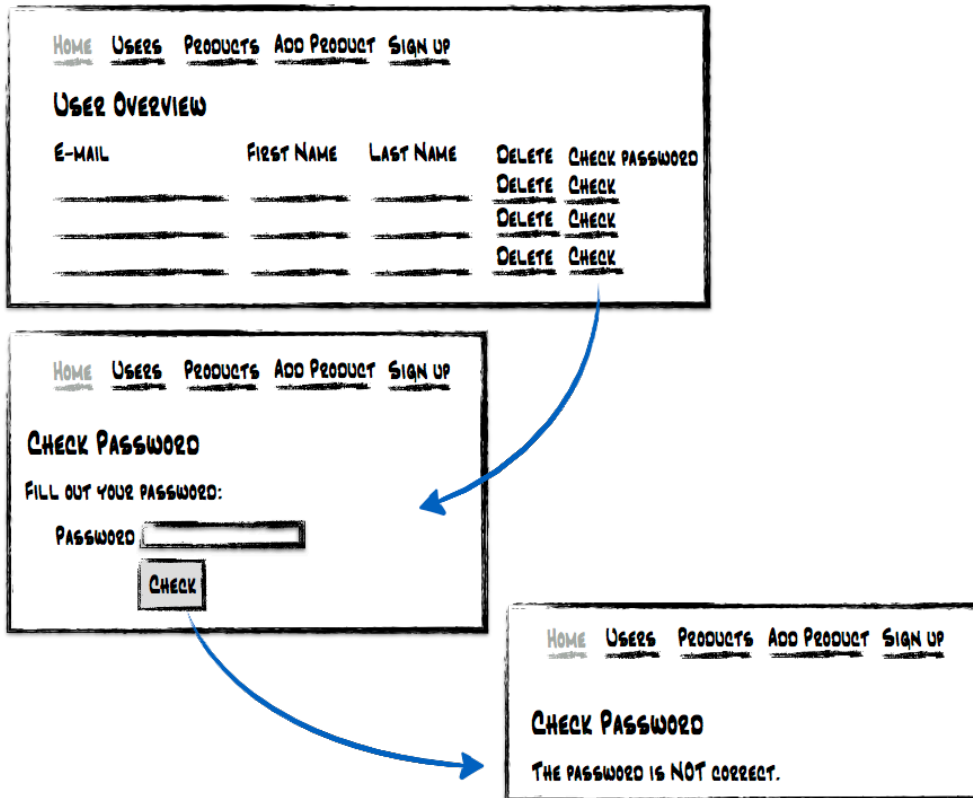 Home Users Products Add Product Sign up
User Overview
E-mail First Name Last Name Delete Check password
Delete Check
Delete Check
Delete Check
Home Users Products Add Product Sign up
Check Password
Fill out your password:
Password
Check
Home Users Products Add Product Sign up
Check Password
The password is NOT correct.